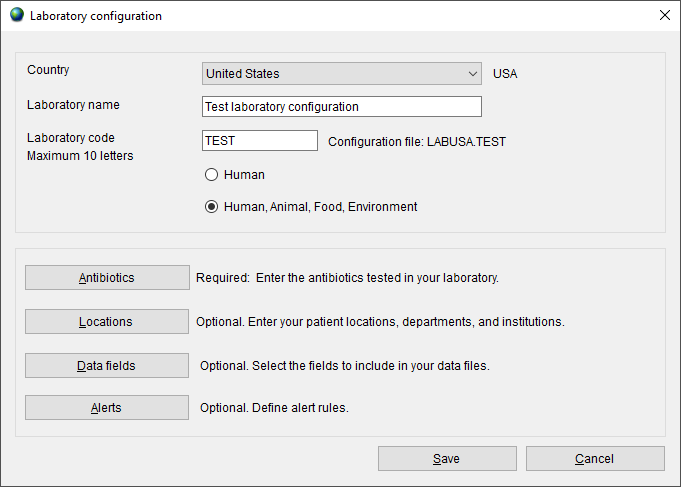 Laboratory configuration
Country
United States
USA
Laboratory name
Test laboratory configuration
Laboratory code
Maximum 10 letters
TEST
Configuration file: LABUSA.TEST
Human
Human, Animal, Food, Environment
Antibiotics
Required:  Enter the antibiotics tested in your laboratory.
Locations
Optional. Enter your patient locations, departments, and institutions.
Data fields
Optional. Select the fields to include in your data files.
Alerts
Optional. Define alert rules.
Save
Cancel